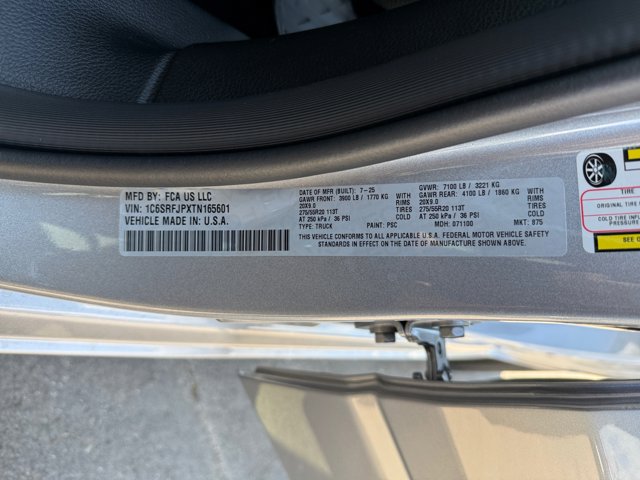 MFD BY: FCA US LLC
VIN: 1C6SRFJPXTN165601
VEHICLE MADE IN: U.S.A.
DATE OF MFR (BUILT): 7-25
GAWR FRONT: 3900 LB / 1770 KG WITH
20X9.0 RIMS
275/55R20 113T TIRES
AT 250 kPa / 36 PSI COLD
TYPE: TRUCK PAINT: PSC
GVWR: 7100 LB / 3221 KG
GAWR REAR: 4100 LB / 1860 KG WITH
20X9.0 RIMS
275/55R20 113T TIRES
AT 250 kPa / 36 PSI COLD
MDH: 071100 MKT: 875
THIS VEHICLE CONFORMS TO ALL APPLICABLE U.S.A. FEDERAL MOTOR VEHICLE SAFETY
STANDARDS IN EFFECT ON THE DATE OF MANUFACTURE SHOWN ABOVE.
TIRE
ORIGINAL TIRE
COLD TIRE IN
PRESSURE
SEE O